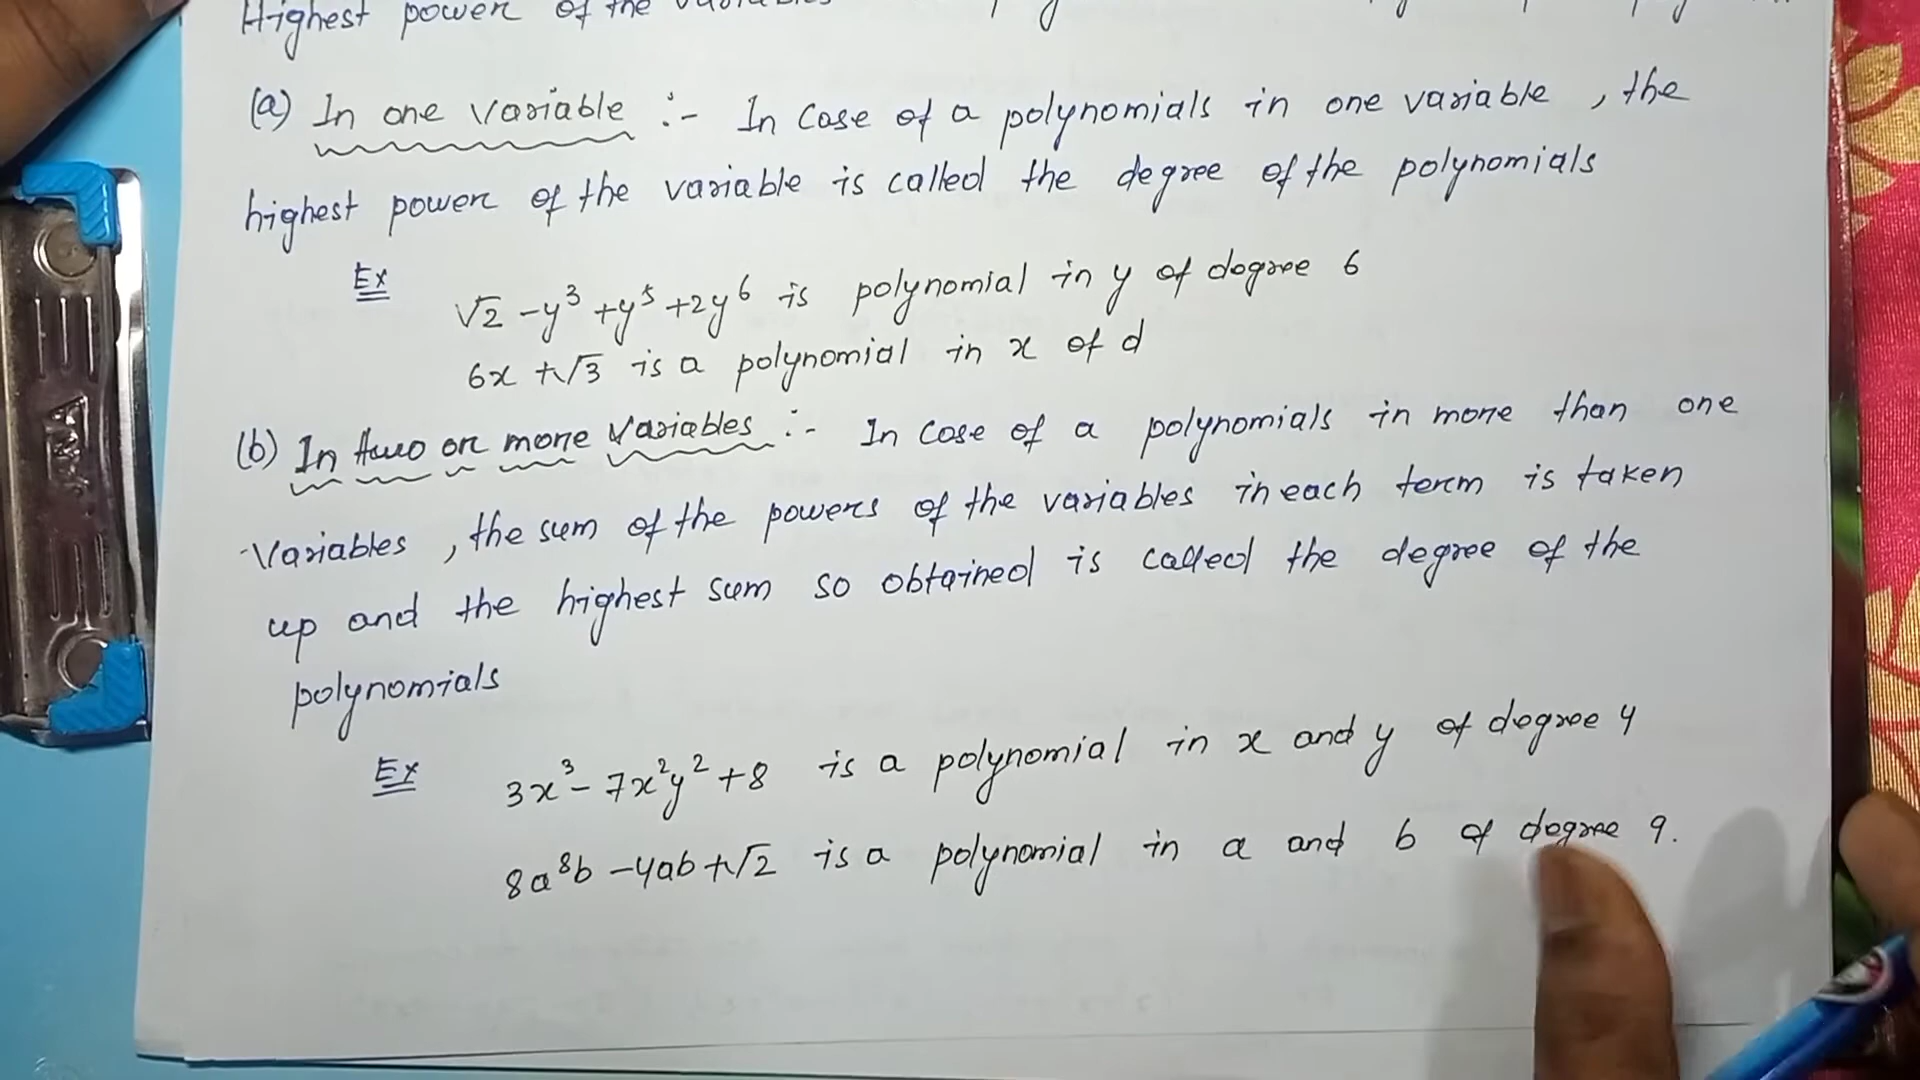 Highest power of the
(a) In one variable :- In case of a polynomials in one variable , the
highest power of the variable is called the degree of the polynomials
Ex
√2 -y³ +y⁵ +2y⁶ is polynomial in y of degree 6
6x +√3 is a polynomial in x of d
(b) In two or more variables :- In case of a polynomials in more than one
variables , the sum of the powers of the variables in each term is taken
up and the highest sum so obtained is called the degree of the
polynomials
Ex 3x³ - 7x²y² +8 is a polynomial in x and y of degree 4
8a⁸b -4ab +√2 is a polynomial in a and b of degree 9.